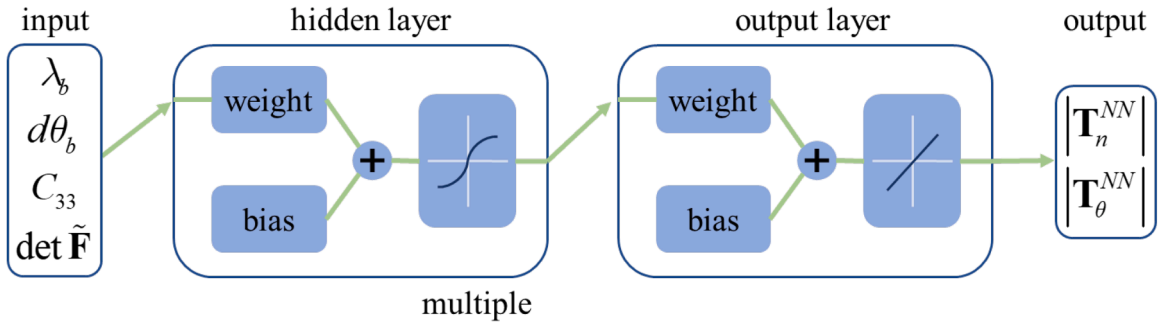 input
hidden layer
output layer
output
λ_b
dθ_b
C_33
det F̃
weight
+
bias
multiple
weight
+
bias
|T_n^{NN}|
|T_θ^{NN}|